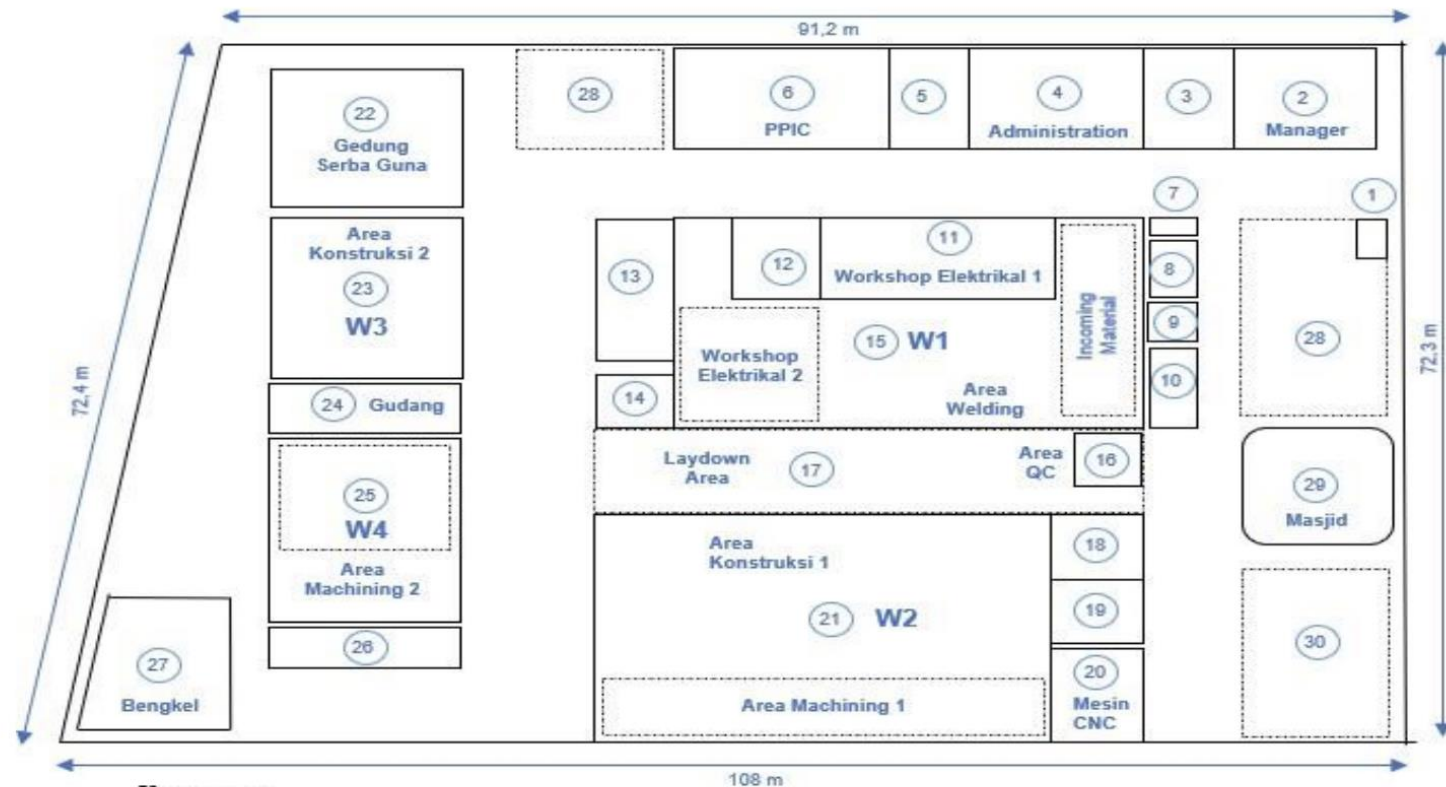 91,2 m
72,4 m
72,3 m
108 m
22
Gedung
Serba Guna
28
6
PPIC
5
4
Administration
3
2
Manager
7
1
Area
Konstruksi 2
23
W3
13
12
11
Workshop Elektrikal 1
Incoming
Material
8
9
10
28
15 W1
Workshop
Elektrikal 2
14
Area
Welding
24 Gudang
Laydown
Area
17
Area
QC
16
25
W4
Area
Machining 2
29
Masjid
Area
Konstruksi 1
18
19
21 W2
26
27
Bengkel
Area Machining 1
20
Mesin
CNC
30